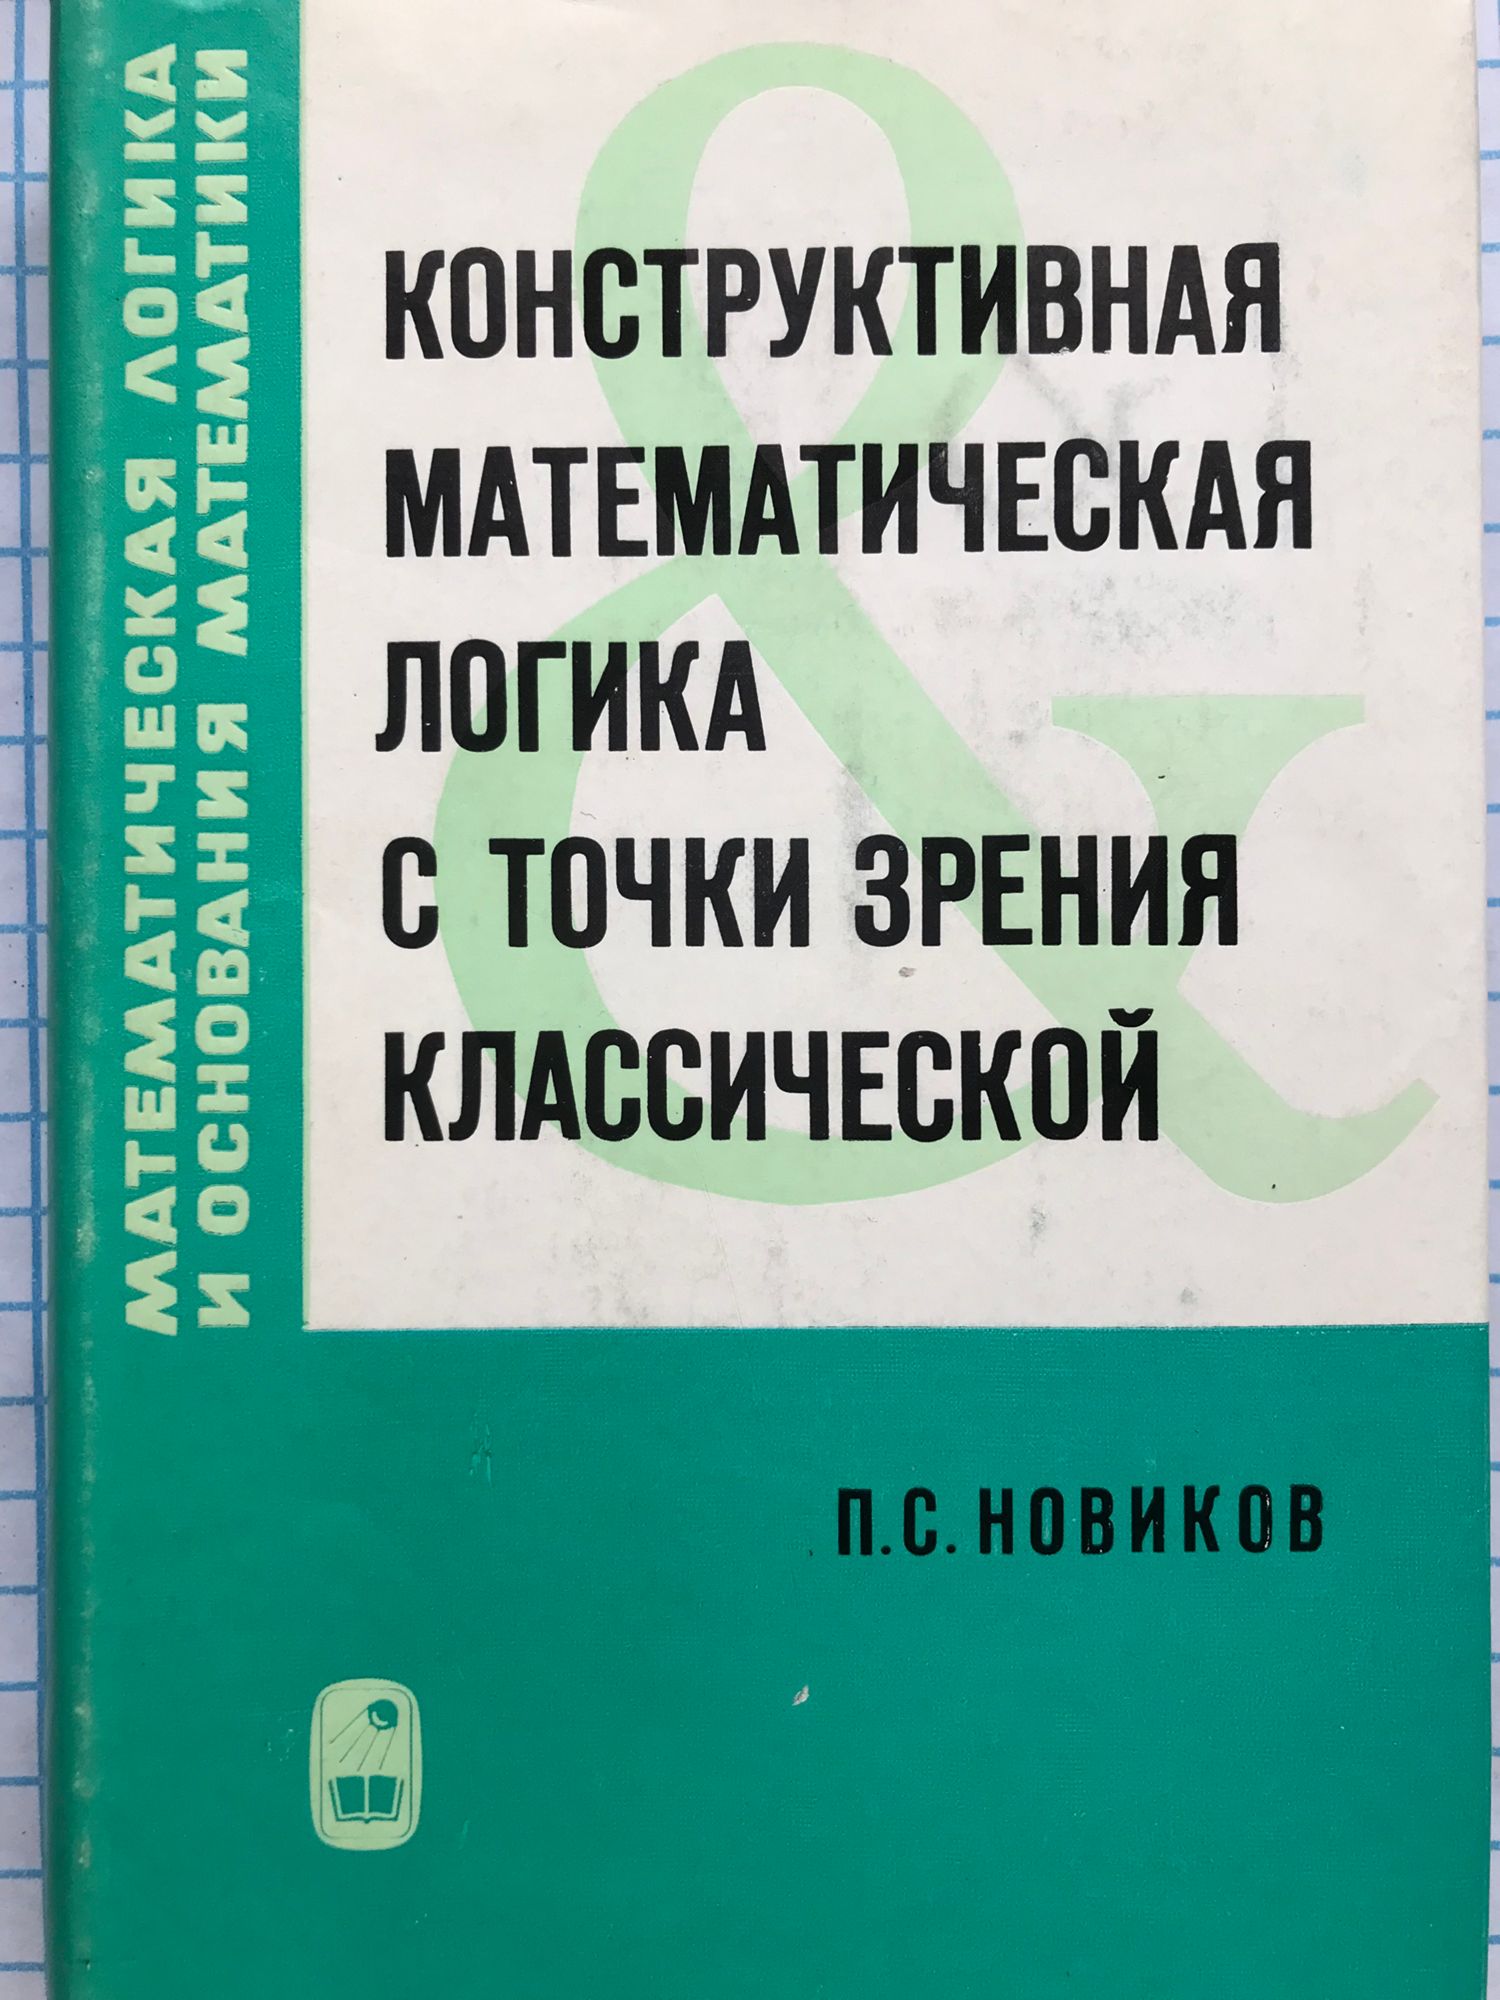 МАТЕМАТИЧЕСКАЯ ЛОГИКА
И ОСНОВАНИЯ МАТЕМАТИКИ
&
КОНСТРУКТИВНАЯ
МАТЕМАТИЧЕСКАЯ
ЛОГИКА
С ТОЧКИ ЗРЕНИЯ
КЛАССИЧЕСКОЙ
П.С. НОВИКОВ